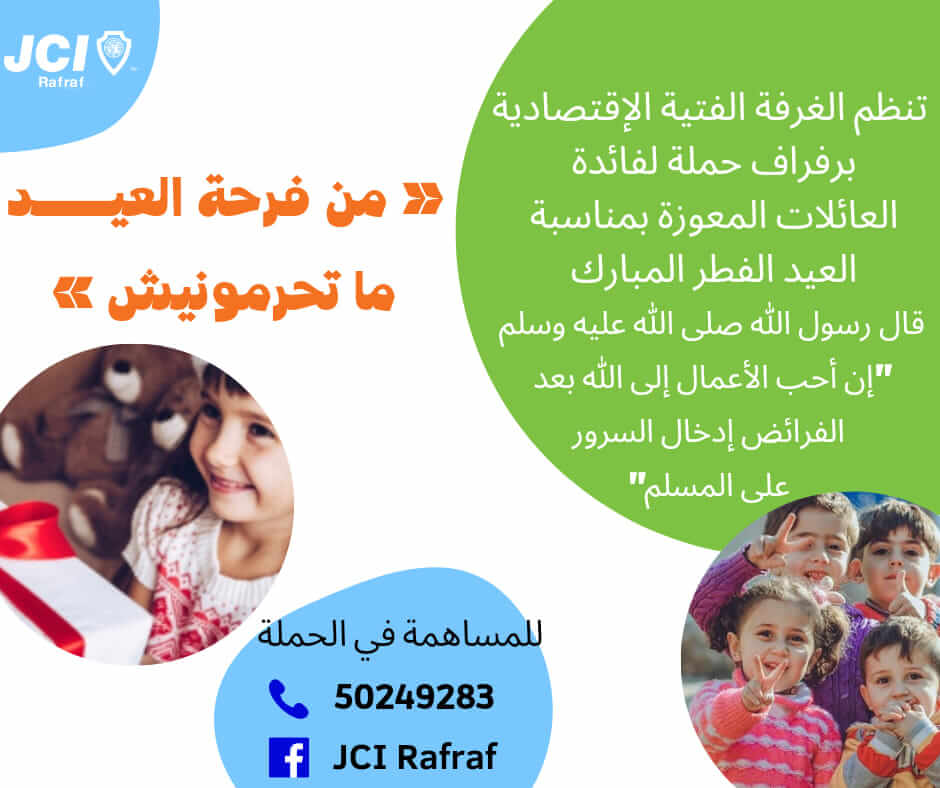 JCI
Rafraf
تنظم الغرفة الفتية الإقتصادية
برفراف حملة لفائدة
العائلات المعوزة بمناسبة
العيد الفطر المبارك
قال رسول الله صلى الله عليه وسلم
"إن أحب الأعمال إلى الله بعد
الفرائض إدخال السرور
على المسلم"
« من فرحة العيـــــد
ما تحرمونيش »
للمساهمة في الحملة
50249283
JCI Rafraf